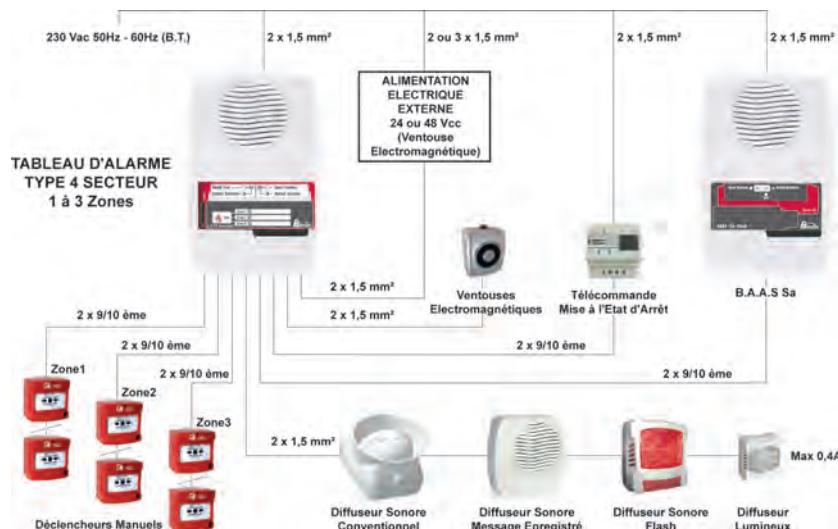 230 Vac 50Hz - 60Hz (B.T.)
2 x 1,5 mm²
2 ou 3 x 1,5 mm²
2 x 1,5 mm²
2 x 1,5 mm²
ALIMENTATION
ELECTRIQUE
EXTERNE
24 ou 48 Vcc
(Ventouse
Electromagnétique)
TABLEAU D'ALARME
TYPE 4 SECTEUR
1 à 3 Zones
2 x 1,5 mm²
Ventouses
Electromagnétiques
Télécommande
Mise à l'Etat d'Arrêt
B.A.A.S Sa
2 x 1,5 mm²
2 x 9/10 ème
2 x 9/10 ème
2 x 9/10 ème
2 x 9/10 ème
2 x 9/10 ème
Zone1
Zone2
Zone3
2 x 1,5 mm²
Max 0,4A
Déclencheurs Manuels
Diffuseur Sonore
Conventionnel
Diffuseur Sonore
Message Enregistré
Diffuseur Sonore
Flash
Diffuseur
Lumineux